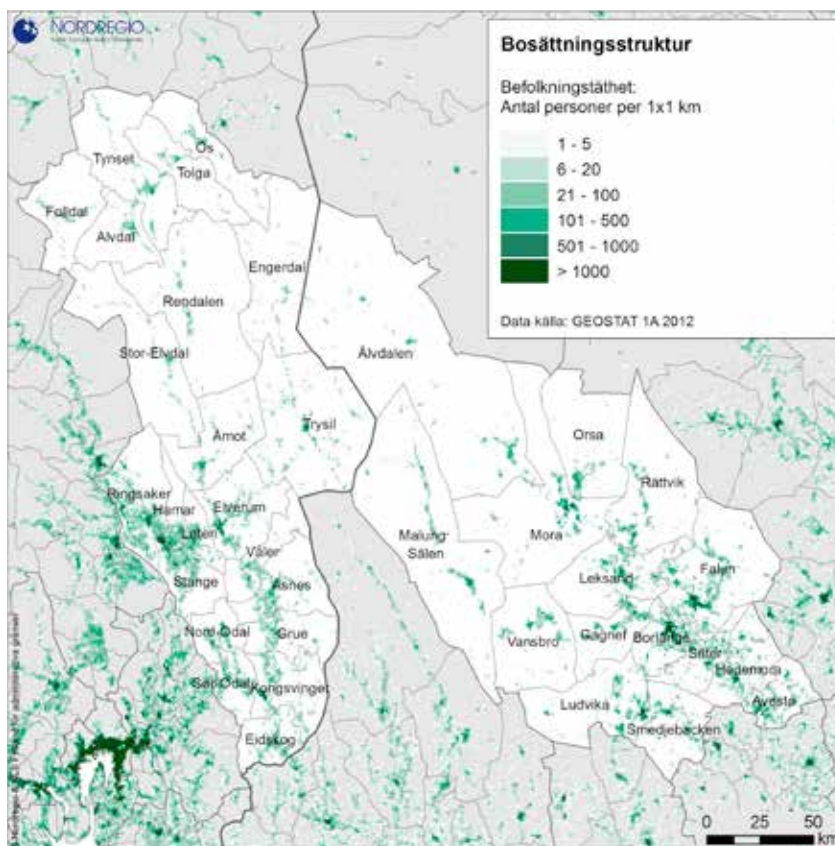 NORDREGIO
Bosättningsstruktur
Befolkningstäthet:
Antal personer per 1x1 km
1 - 5
6 - 20
21 - 100
101 - 500
501 - 1000
> 1000
Data källa: GEOSTAT 1A 2012
Os
Tynset
Tolga
Folldal
Alvdal
Engerdal
Rendalen
Stor-Elvdal
Älvdalen
Trysil
Åmot
Orsa
Rättvik
Ringsaker
Hamar
Elverum
Løten
Mora
Malung-
Sälen
Våler
Falun
Stange
Åsnes
Leksand
Nord-Odal
Grue
Vansbro
Gagnef
Borlänge
Säter
Hedemora
Sør-Odal
Kongsvinger
Ludvika
Avesta
Smedjebacken
Eidskog
0 25 50
km